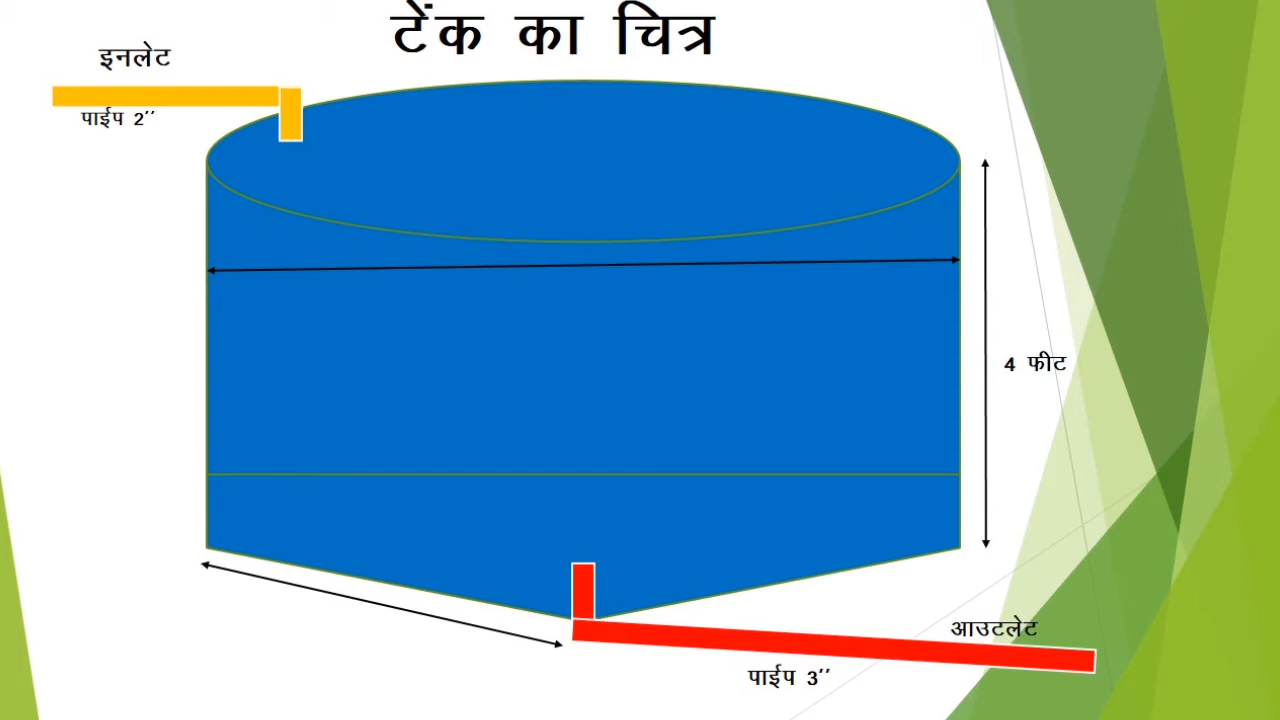 टेंक का चित्र
इनलेट
पाईप 2’’
4 फीट
आउटलेट
पाईप 3’’